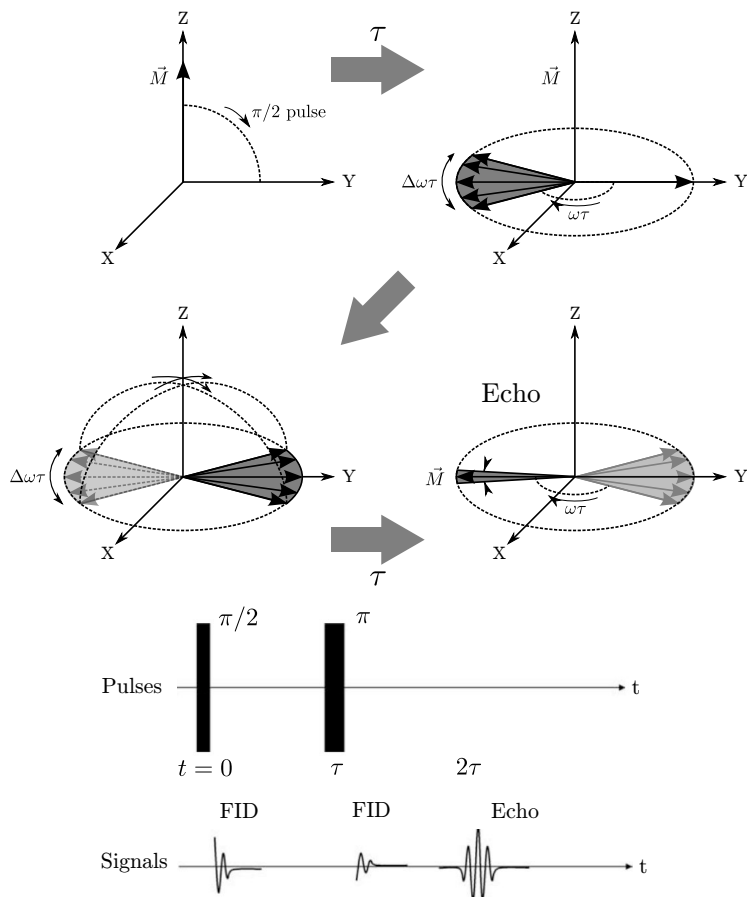 Z
M⃗
π/2 pulse
Y
X
τ
Z
M⃗
Δωτ
Y
ωτ
X
Z
Δωτ
Y
X
τ
Z
Echo
M⃗
Y
ωτ
X
π/2
π
Pulses
t
t = 0
τ
2τ
FID
FID
Echo
Signals
t